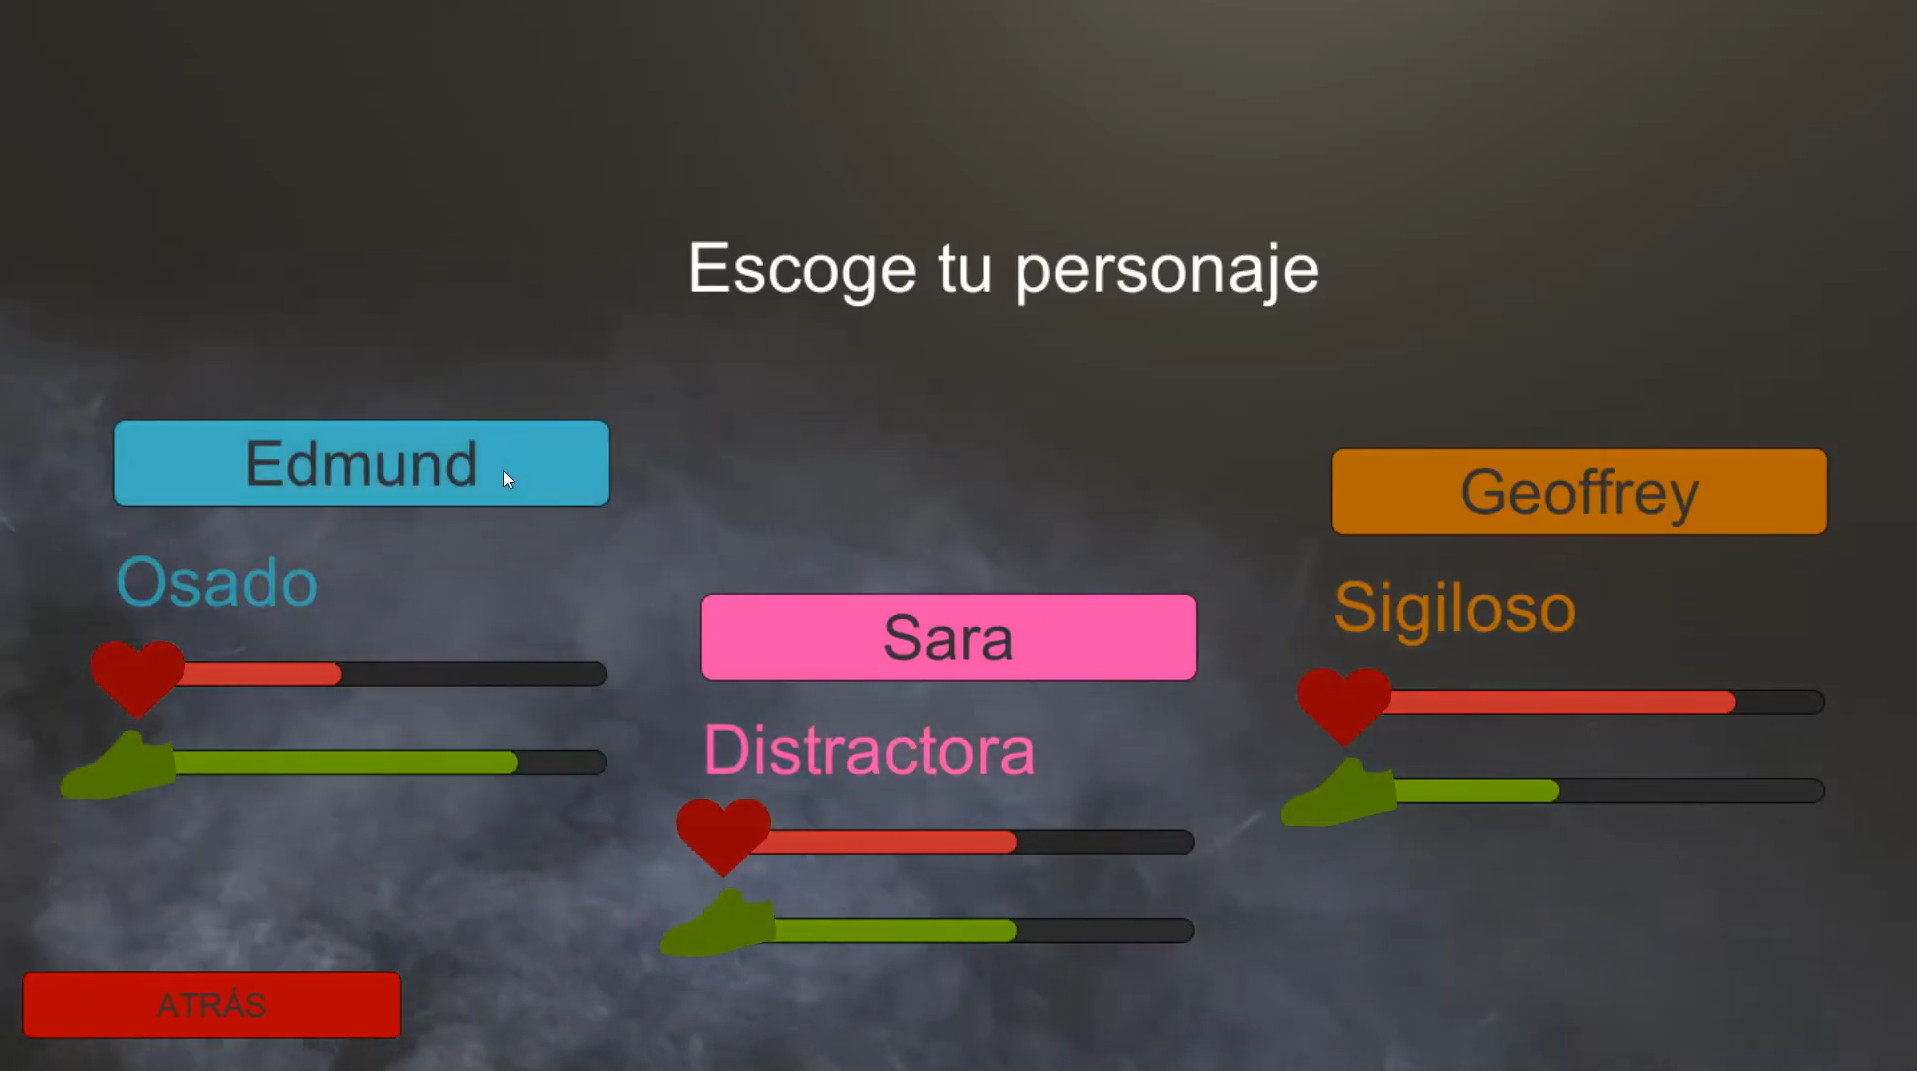 Escoge tu personaje
Edmund
Osado
Sara
Distractora
Geoffrey
Sigiloso
ATRÁS